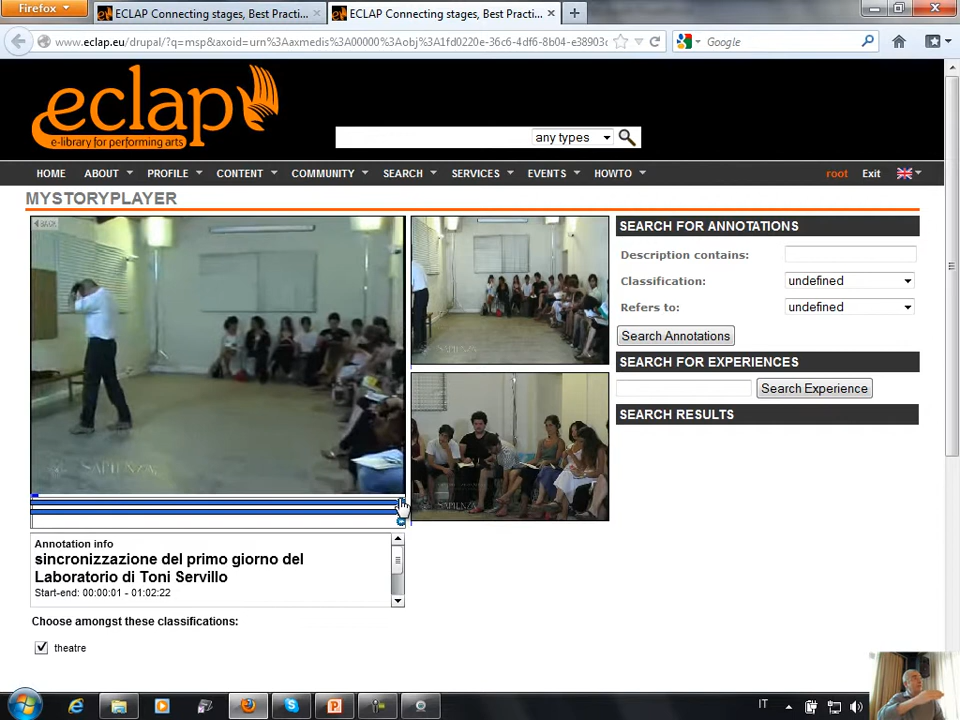 Firefox
ECLAP Connecting stages, Best Practi...
ECLAP Connecting stages, Best Practi...
www.eclap.eu/drupal/?q=msp&axoid=urn%3Aaxmedis%3A00000%3Aobj%3A1fd0220e-36c6-4df6-8b04-e38903c
Google
eclap
e-library for performing arts
any types
HOME ABOUT PROFILE CONTENT COMMUNITY SEARCH SERVICES EVENTS HOWTO root Exit
MYSTORYPLAYER
BACK
SAPIENZA
SAPIENZA
SAPIENZA
SEARCH FOR ANNOTATIONS
Description contains:
Classification: undefined
Refers to: undefined
Search Annotations
SEARCH FOR EXPERIENCES
Search Experience
SEARCH RESULTS
Annotation info
sincronizzazione del primo giorno del
Laboratorio di Toni Servillo
Start-end: 00:00:01 - 01:02:22
Choose amongst these classifications:
theatre
IT